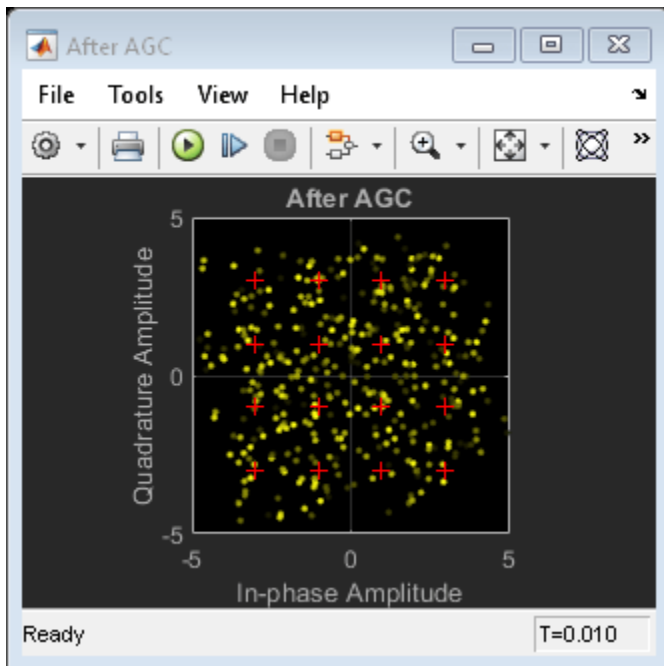 After AGC
File Tools View Help
After AGC
5
0
-5
-5 0 5
Quadrature Amplitude
In-phase Amplitude
Ready T=0.010